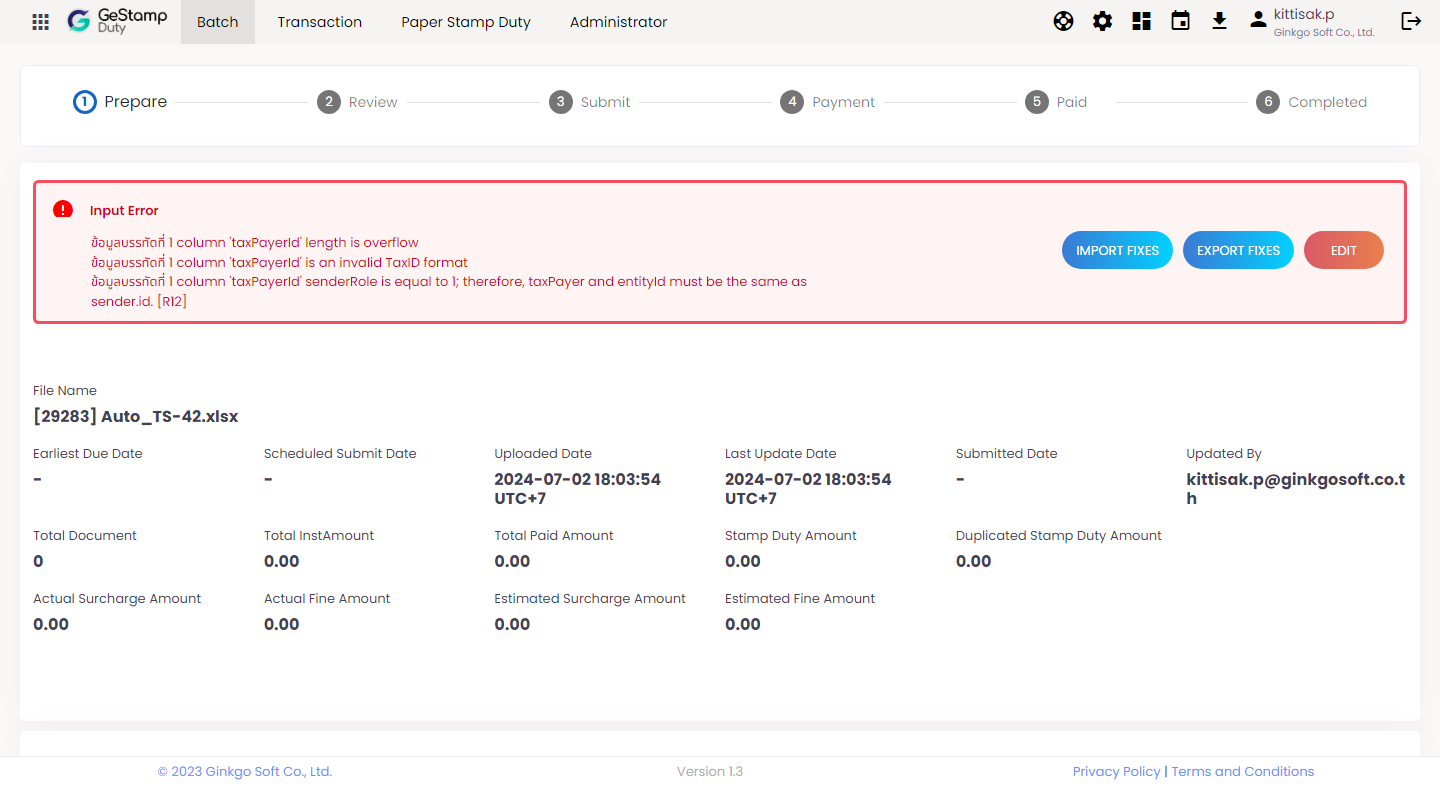 GeStamp
Duty
Batch
Transaction
Paper Stamp Duty
Administrator
kittisak.p
Ginkgo Soft Co., Ltd.
1 Prepare
2 Review
3 Submit
4 Payment
5 Paid
6 Completed
Input Error
ข้อมูลบรรทัดที่ 1 column 'taxPayerId' length is overflow
ข้อมูลบรรทัดที่ 1 column 'taxPayerId' is an invalid TaxID format
ข้อมูลบรรทัดที่ 1 column 'taxPayerId' senderRole is equal to 1; therefore, taxPayer and entityId must be the same as
sender.id. [R12]
IMPORT FIXES
EXPORT FIXES
EDIT
File Name
[29283] Auto_TS-42.xlsx
Earliest Due Date
-
Scheduled Submit Date
-
Uploaded Date
2024-07-02 18:03:54
UTC+7
Last Update Date
2024-07-02 18:03:54
UTC+7
Submitted Date
-
Updated By
kittisak.p@ginkgosoft.co.t
h
Total Document
0
Total InstAmount
0.00
Total Paid Amount
0.00
Stamp Duty Amount
0.00
Duplicated Stamp Duty Amount
0.00
Actual Surcharge Amount
0.00
Actual Fine Amount
0.00
Estimated Surcharge Amount
0.00
Estimated Fine Amount
0.00
© 2023 Ginkgo Soft Co., Ltd.
Version 1.3
Privacy Policy | Terms and Conditions